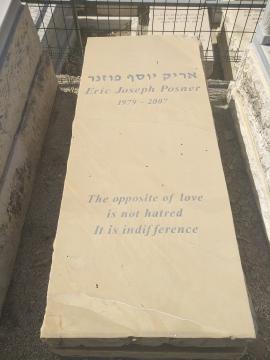 אריק יוסף פוזנר
Eric Joseph Posner
1979 - 2007
The opposite of love
is not hatred
It is indifference